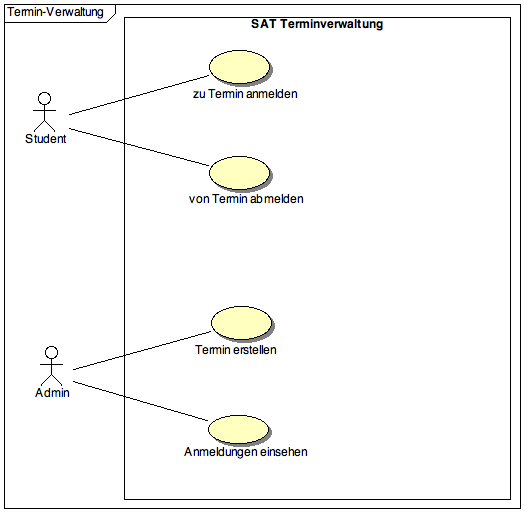 Termin-Verwaltung
SAT Terminverwaltung
zu Termin anmelden
Student
von Termin abmelden
Termin erstellen
Admin
Anmeldungen einsehen